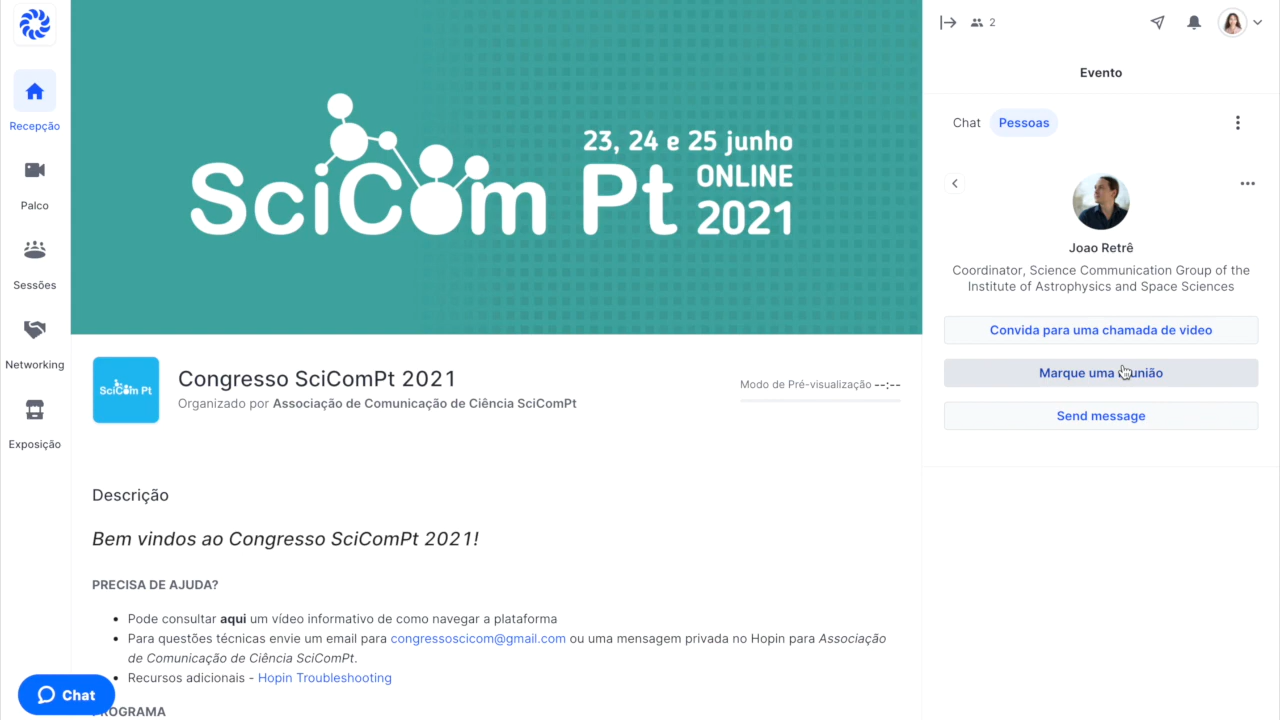 Recepção
Palco
Sessões
Networking
Exposição
23, 24 e 25 junho
SciCom Pt ONLINE
2021
SciCom Pt
Congresso SciComPt 2021
Organizado por Associação de Comunicação de Ciência SciComPt
Modo de Pré-visualização --:--
Descrição
Bem vindos ao Congresso SciComPt 2021!
PRECISA DE AJUDA?
• Pode consultar aqui um vídeo informativo de como navegar a plataforma
• Para questões técnicas envie um email para congressoscicom@gmail.com ou uma mensagem privada no Hopin para Associação
de Comunicação de Ciência SciComPt.
• Recursos adicionais - Hopin Troubleshooting
Chat
2
Evento
Chat Pessoas
Joao Retrê
Coordinator, Science Communication Group of the
Institute of Astrophysics and Space Sciences
Convida para uma chamada de video
Marque uma
Send message